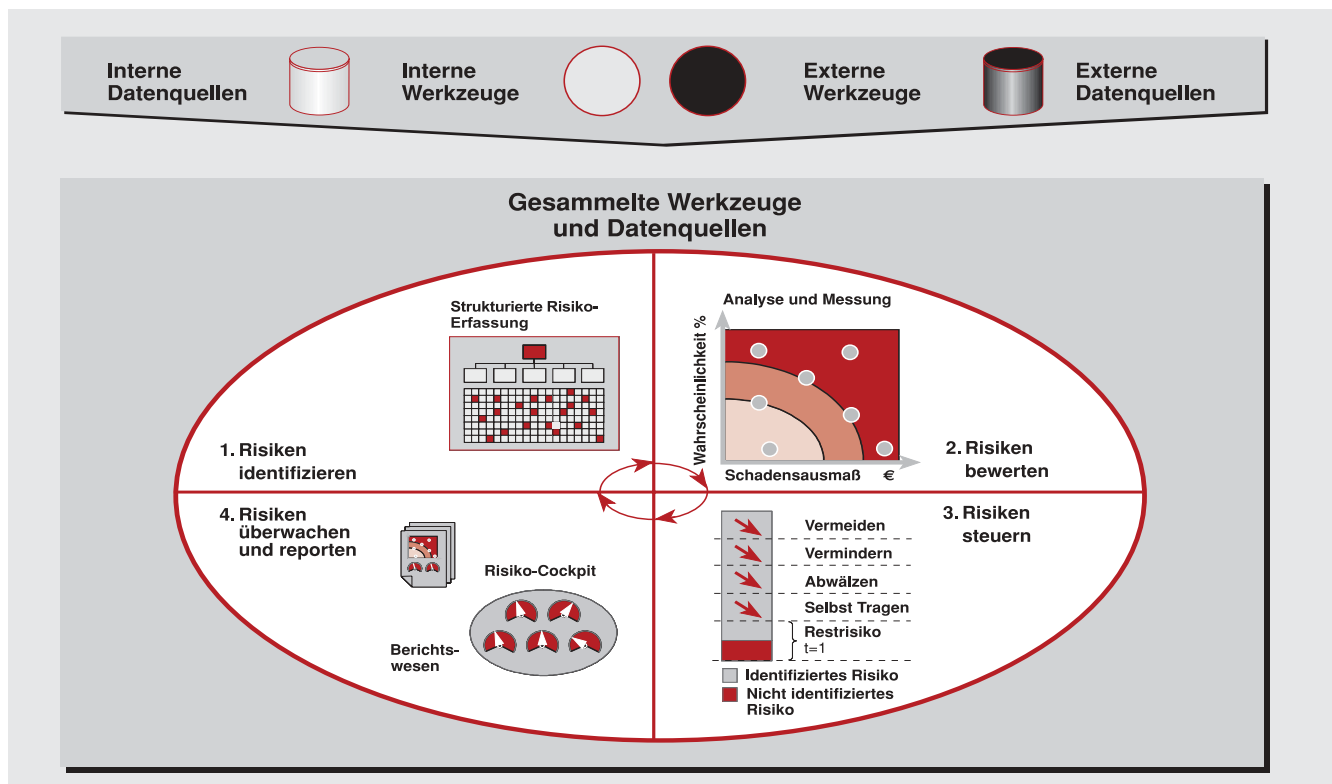 Interne
Datenquellen
Interne
Werkzeuge
Externe
Werkzeuge
Externe
Datenquellen
Gesammelte Werkzeuge
und Datenquellen
Strukturierte Risiko-
Erfassung
1. Risiken
identifizieren
Analyse und Messung
Wahrscheinlichkeit %
Schadensausmaß €
2. Risiken
bewerten
3. Risiken
steuern
Vermeiden
Vermindern
Abwälzen
Selbst Tragen
Restrisiko
t=1
Identifiziertes Risiko
Nicht identifiziertes
Risiko
4. Risiken
überwachen
und reporten
Risiko-Cockpit
Berichts-
wesen